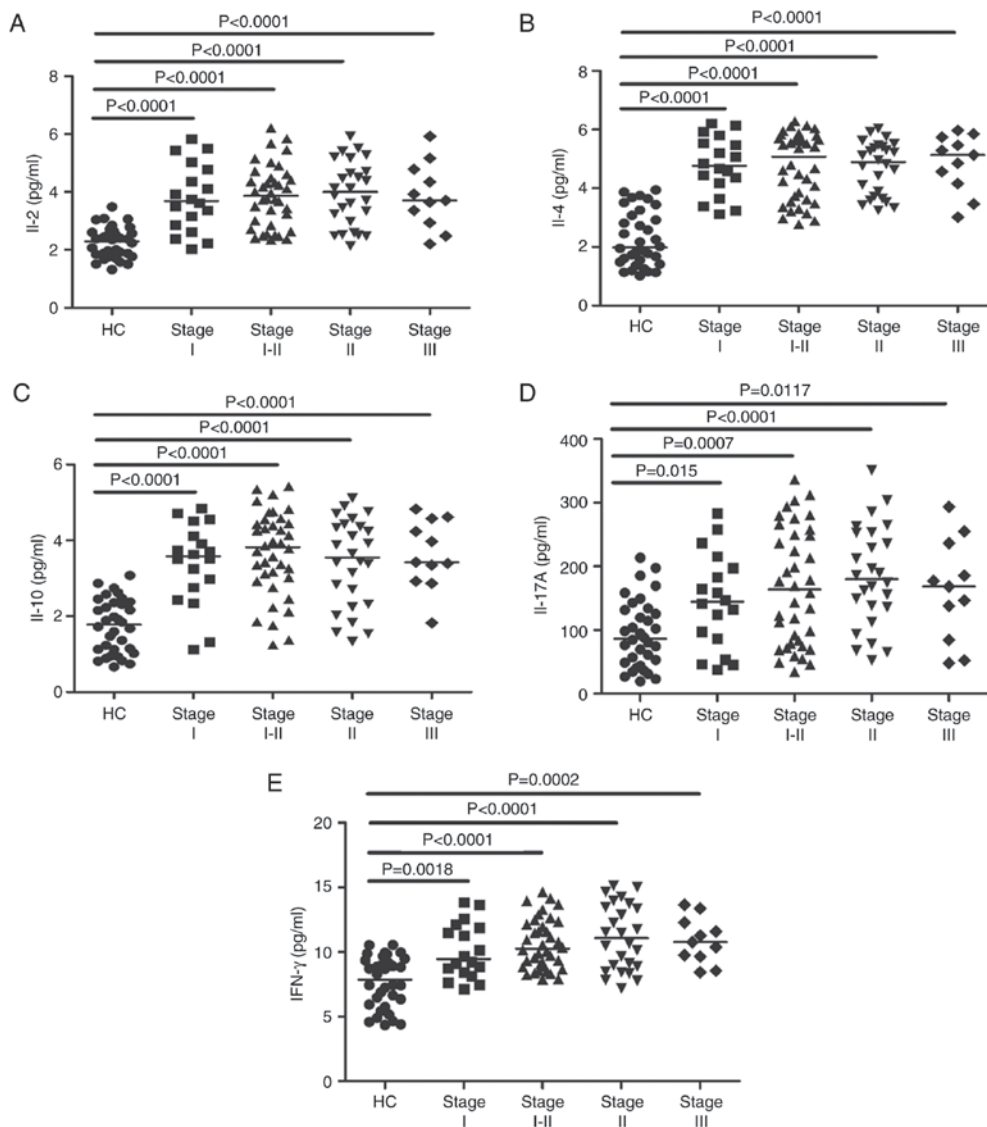 A
P<0.0001
P<0.0001
P<0.0001
P<0.0001
Il-2 (pg/ml)
8
6
4
2
0
HC
Stage I
Stage I-II
Stage II
Stage III
B
P<0.0001
P<0.0001
P<0.0001
P<0.0001
Il-4 (pg/ml)
8
6
4
2
0
HC
Stage I
Stage I-II
Stage II
Stage III
C
P<0.0001
P<0.0001
P<0.0001
P<0.0001
Il-10 (pg/ml)
6
4
2
0
HC
Stage I
Stage I-II
Stage II
Stage III
D
P=0.0117
P<0.0001
P=0.0007
P=0.015
Il-17A (pg/ml)
400
300
200
100
0
HC
Stage I
Stage I-II
Stage II
Stage III
E
P=0.0002
P<0.0001
P<0.0001
P=0.0018
IFN-γ (pg/ml)
20
15
10
5
0
HC
Stage I
Stage I-II
Stage II
Stage III